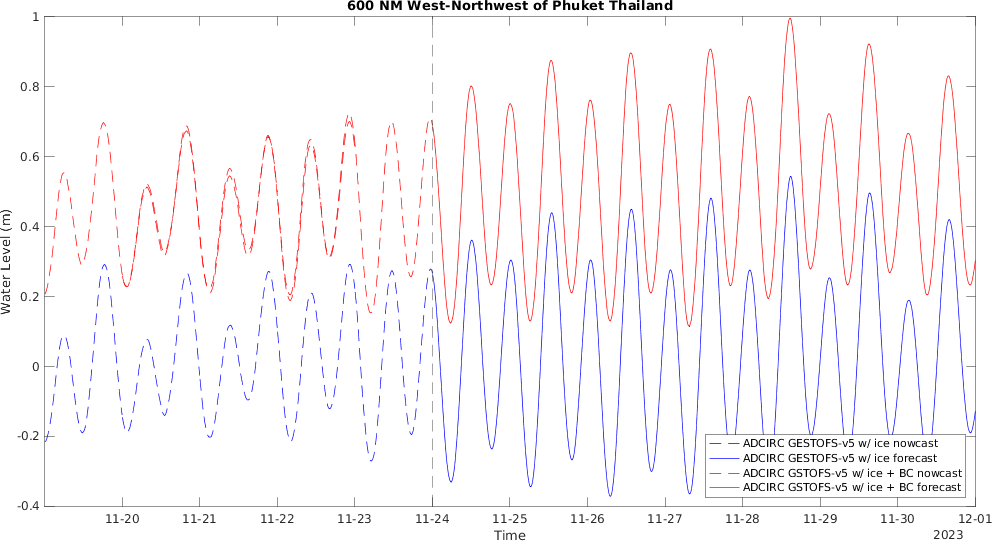 600 NM West-Northwest of Phuket Thailand
1
0.8
0.6
0.4
0.2
0
-0.2
-0.4
Water Level (m)
ADCIRC GESTOFS-v5 w/ ice nowcast
ADCIRC GESTOFS-v5 w/ ice forecast
ADCIRC GSTOFS-v5 w/ ice + BC nowcast
ADCIRC GSTOFS-v5 w/ ice + BC forecast
11-20 11-21 11-22 11-23 11-24 11-25 11-26 11-27 11-28 11-29 11-30 12-01
Time
2023